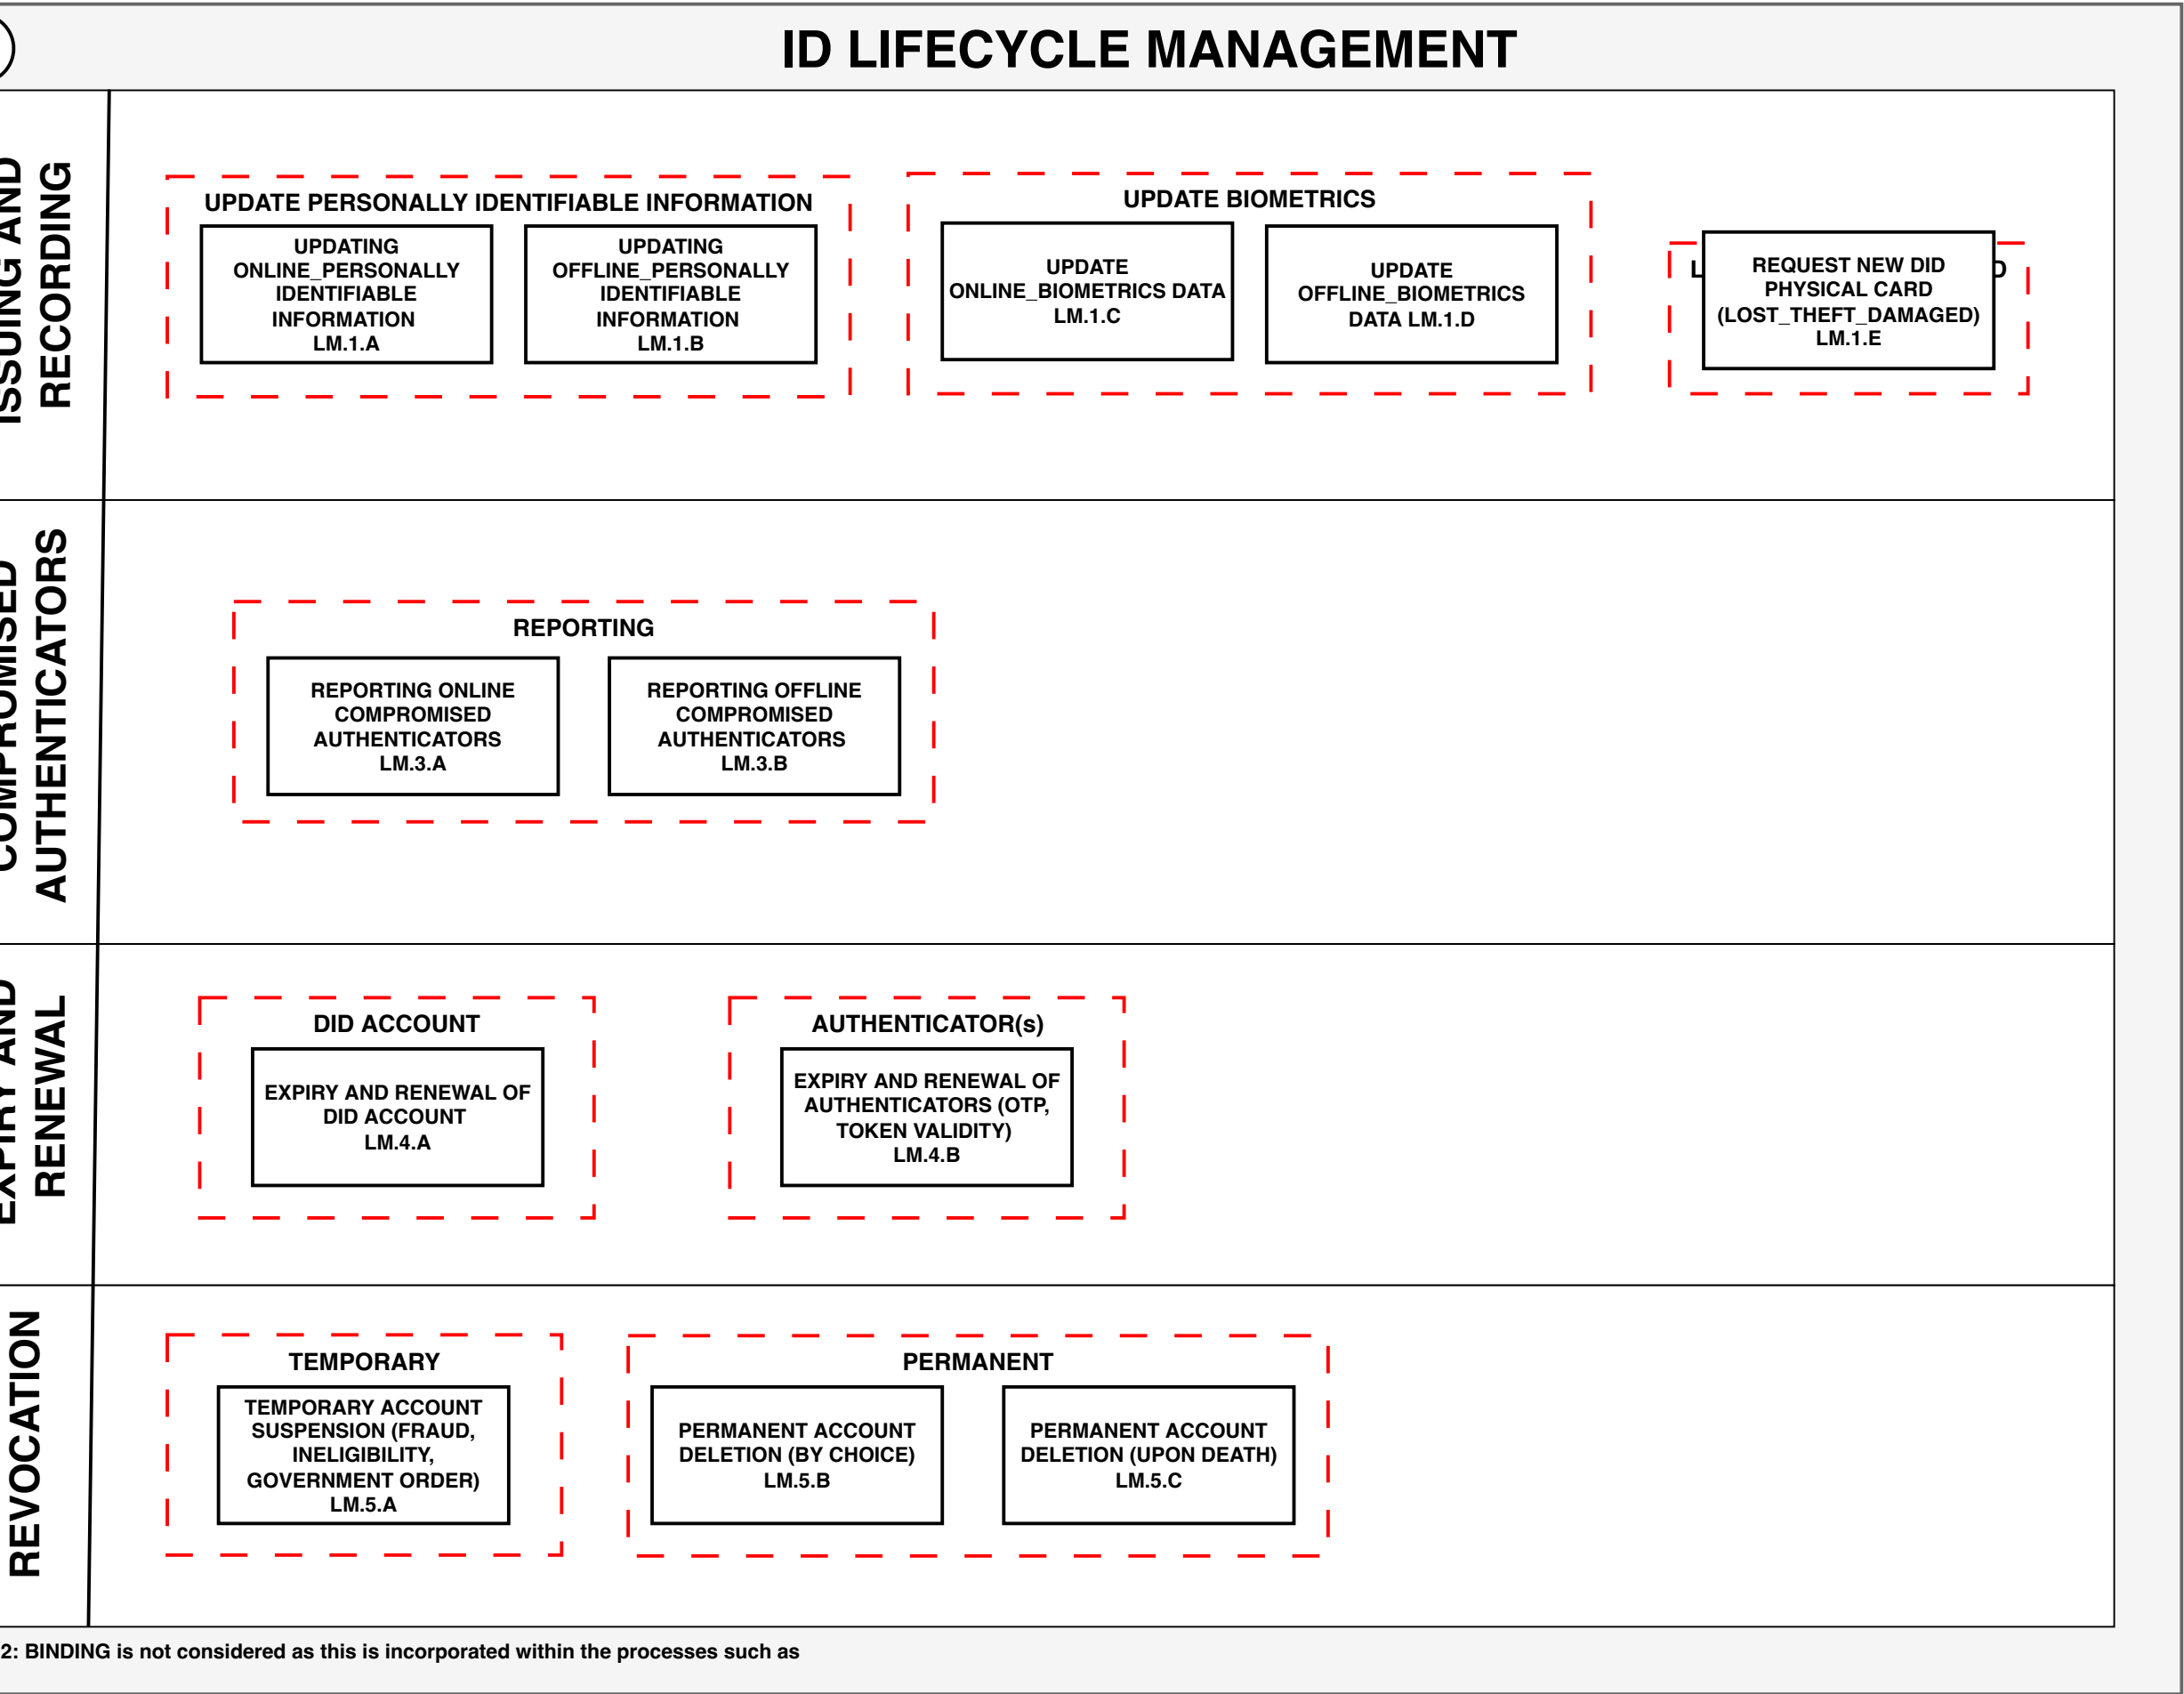 ID LIFECYCLE MANAGEMENT
ISSUING AND
RECORDING
UPDATE PERSONALLY IDENTIFIABLE INFORMATION
UPDATING
ONLINE_PERSONALLY
IDENTIFIABLE
INFORMATION
LM.1.A
UPDATING
OFFLINE_PERSONALLY
IDENTIFIABLE
INFORMATION
LM.1.B
UPDATE BIOMETRICS
UPDATE
ONLINE_BIOMETRICS DATA
LM.1.C
UPDATE
OFFLINE_BIOMETRICS
DATA LM.1.D
REQUEST NEW DID
PHYSICAL CARD
(LOST_THEFT_DAMAGED)
LM.1.E
COMPROMISED
AUTHENTICATORS
REPORTING
REPORTING ONLINE
COMPROMISED
AUTHENTICATORS
LM.3.A
REPORTING OFFLINE
COMPROMISED
AUTHENTICATORS
LM.3.B
EXPIRY AND
RENEWAL
DID ACCOUNT
EXPIRY AND RENEWAL OF
DID ACCOUNT
LM.4.A
AUTHENTICATOR(s)
EXPIRY AND RENEWAL OF
AUTHENTICATORS (OTP,
TOKEN VALIDITY)
LM.4.B
REVOCATION
TEMPORARY
TEMPORARY ACCOUNT
SUSPENSION (FRAUD,
INELIGIBILITY,
GOVERNMENT ORDER)
LM.5.A
PERMANENT
PERMANENT ACCOUNT
DELETION (BY CHOICE)
LM.5.B
PERMANENT ACCOUNT
DELETION (UPON DEATH)
LM.5.C
2: BINDING is not considered as this is incorporated within the processes such as